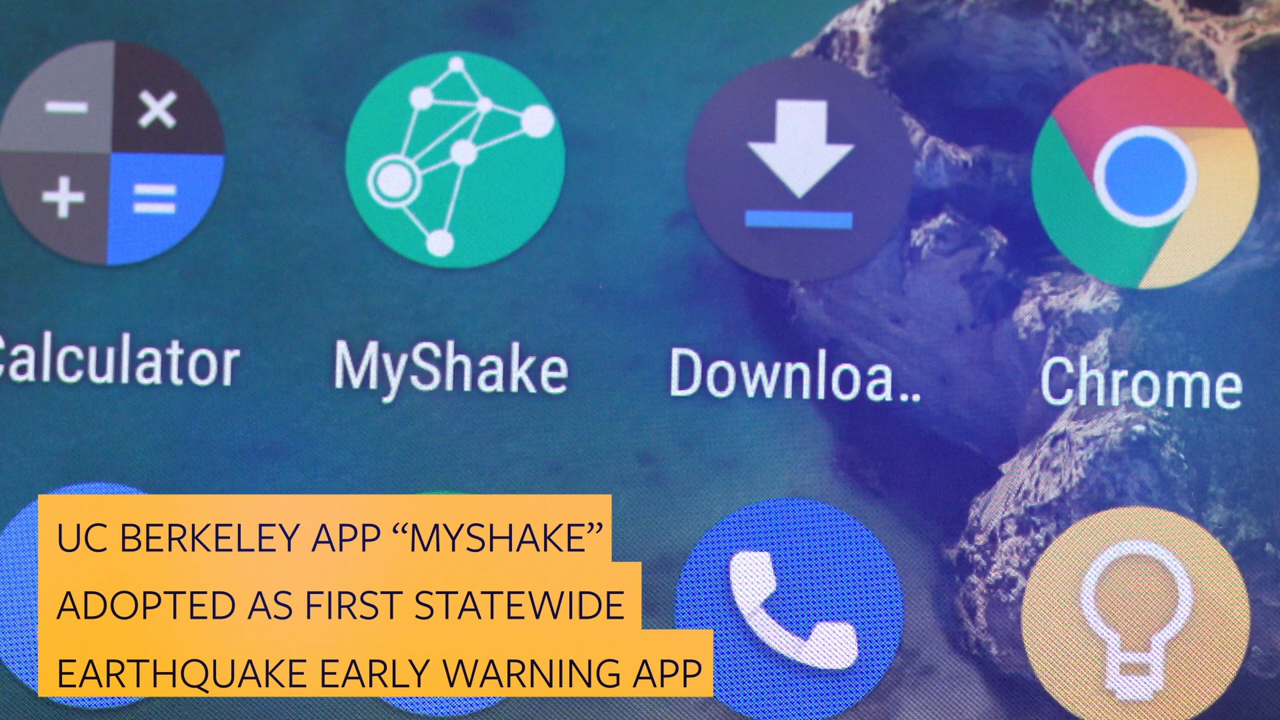 Calculator MyShake Downloa.. Chrome
UC BERKELEY APP “MYSHAKE”
ADOPTED AS FIRST STATEWIDE
EARTHQUAKE EARLY WARNING APP